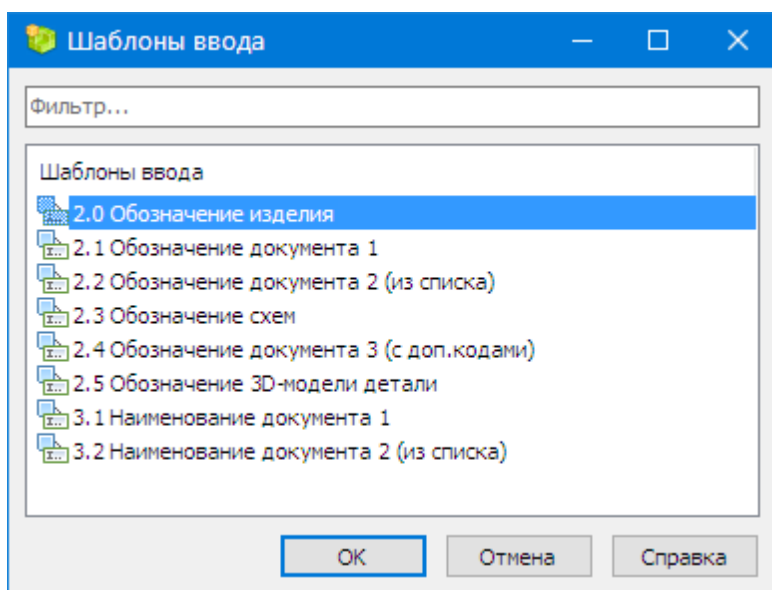 Шаблоны ввода
Фильтр...
Шаблоны ввода
2.0 Обозначение изделия
2.1 Обозначение документа 1
2.2 Обозначение документа 2 (из списка)
2.3 Обозначение схем
2.4 Обозначение документа 3 (с доп.кодами)
2.5 Обозначение 3D-модели детали
3.1 Наименование документа 1
3.2 Наименование документа 2 (из списка)
ОК Отмена Справка